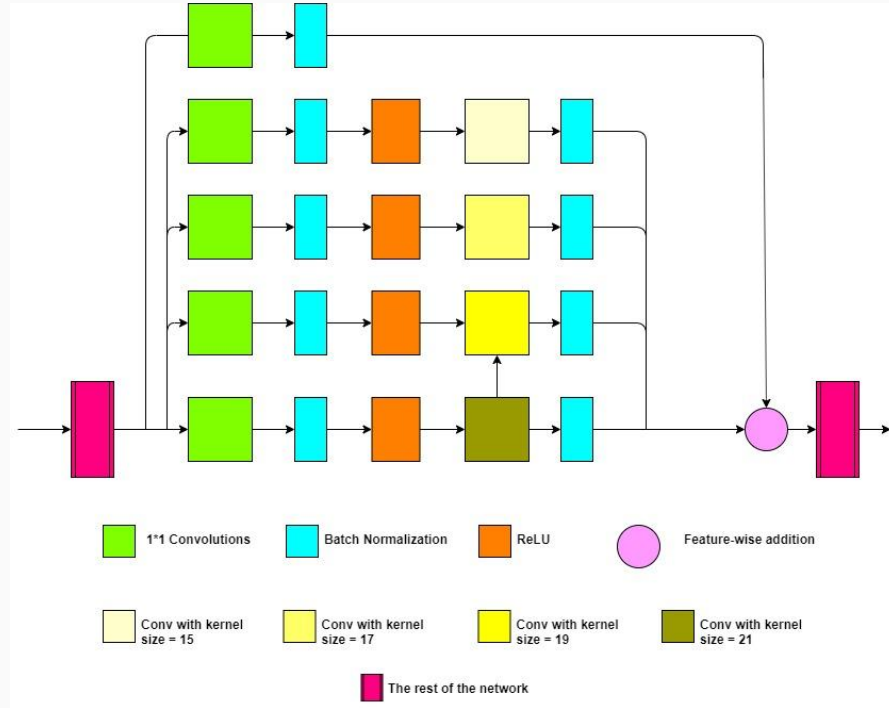 1*1 Convolutions
Batch Normalization
ReLU
Feature-wise addition
Conv with kernel
size = 15
Conv with kernel
size = 17
Conv with kernel
size = 19
Conv with kernel
size = 21
The rest of the network